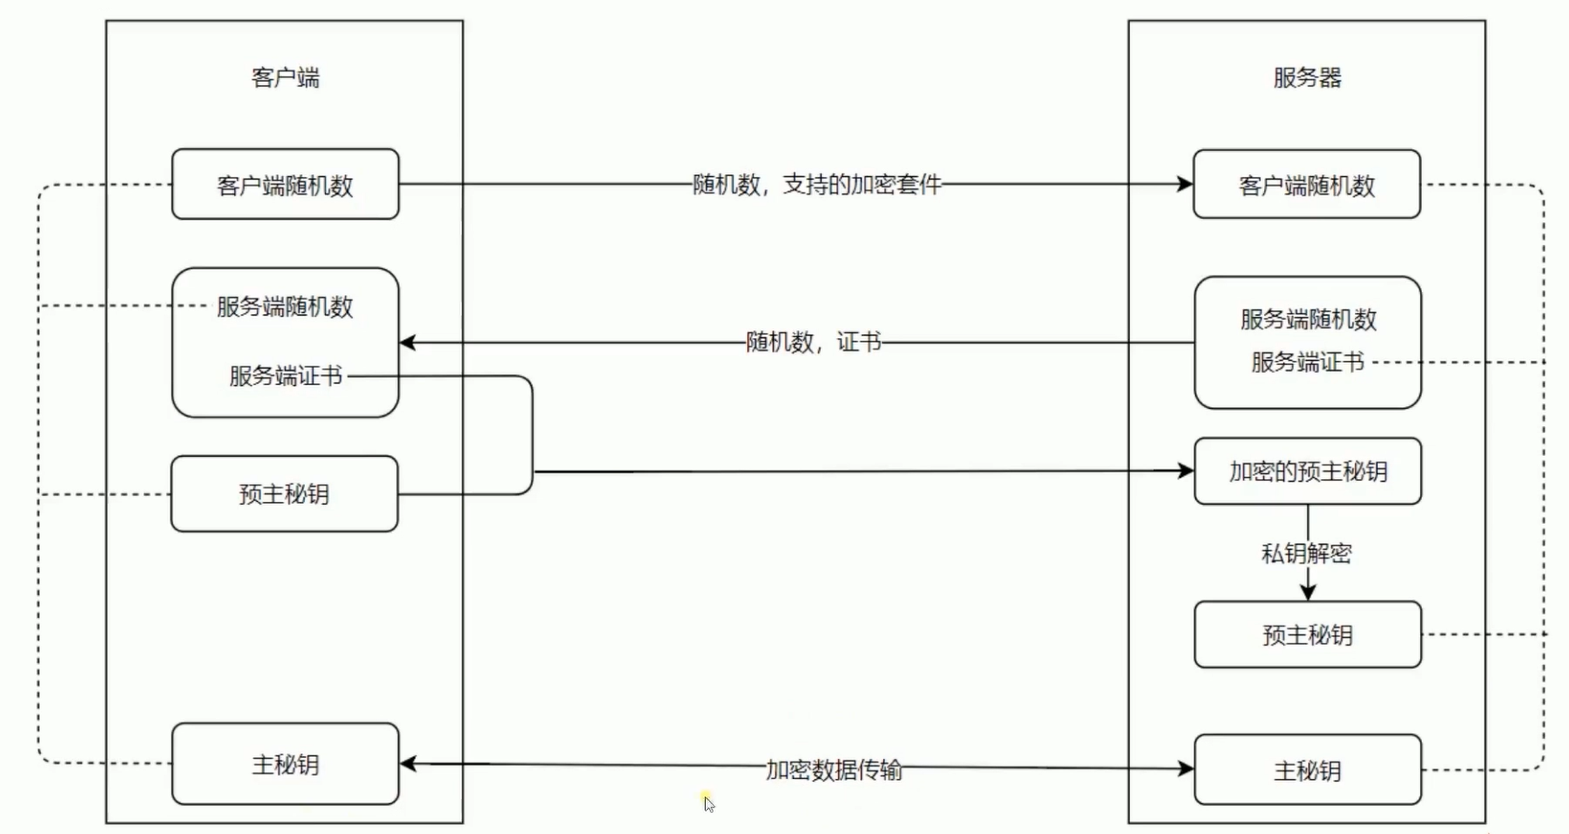 客户端
服务器
客户端随机数
随机数，支持的加密套件
客户端随机数
服务端随机数
服务端证书
随机数，证书
服务端随机数
服务端证书
预主秘钥
加密的预主秘钥
私钥解密
预主秘钥
主秘钥
加密数据传输
主秘钥